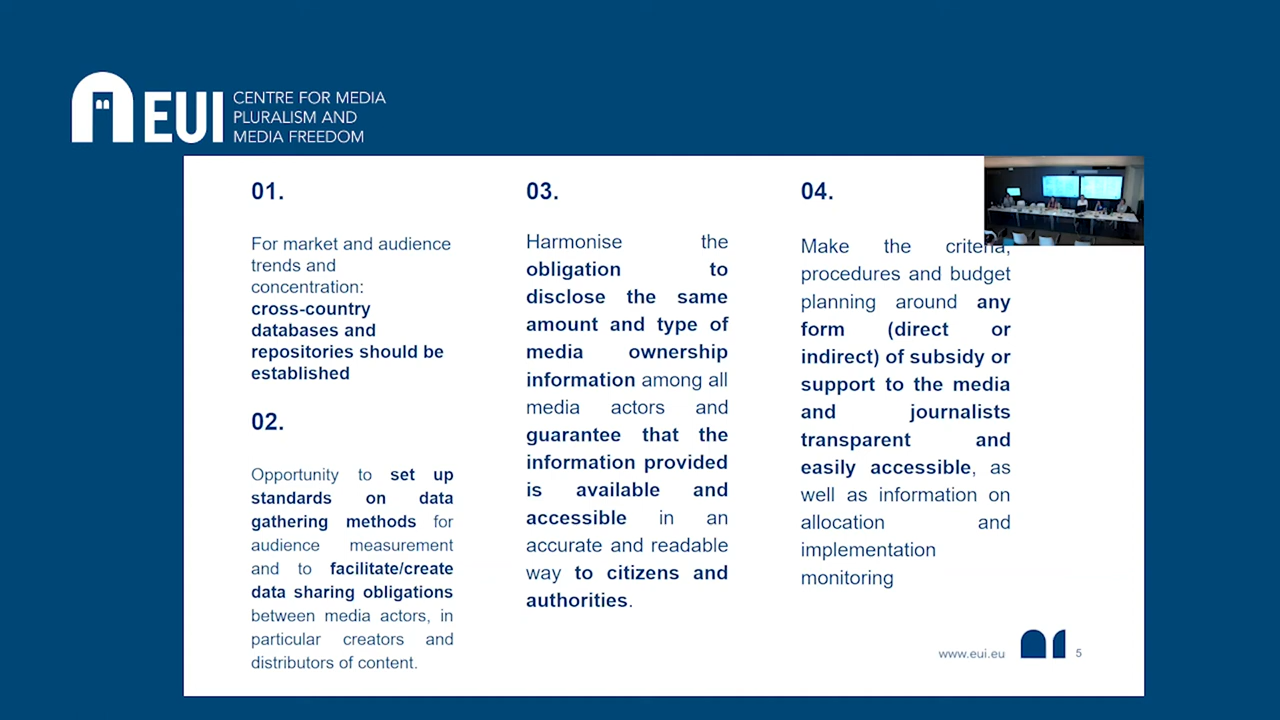 EUI
CENTRE FOR MEDIA
PLURALISM AND
MEDIA FREEDOM
01.
For market and audience
trends and
concentration:
cross-country
databases and
repositories should be
established
02.
Opportunity to set up
standards on data
gathering methods for
audience measurement
and to facilitate/create
data sharing obligations
between media actors, in
particular creators and
distributors of content.
03.
Harmonise the
obligation to
disclose the same
amount and type of
media ownership
information among all
media actors and
guarantee that the
information provided
is available and
accessible in an
accurate and readable
way to citizens and
authorities.
04.
Make the criteria,
procedures and budget
planning around any
form (direct or
indirect) of subsidy or
support to the media
and journalists
transparent and
easily accessible, as
well as information on
allocation and
implementation
monitoring
www.eui.eu
5